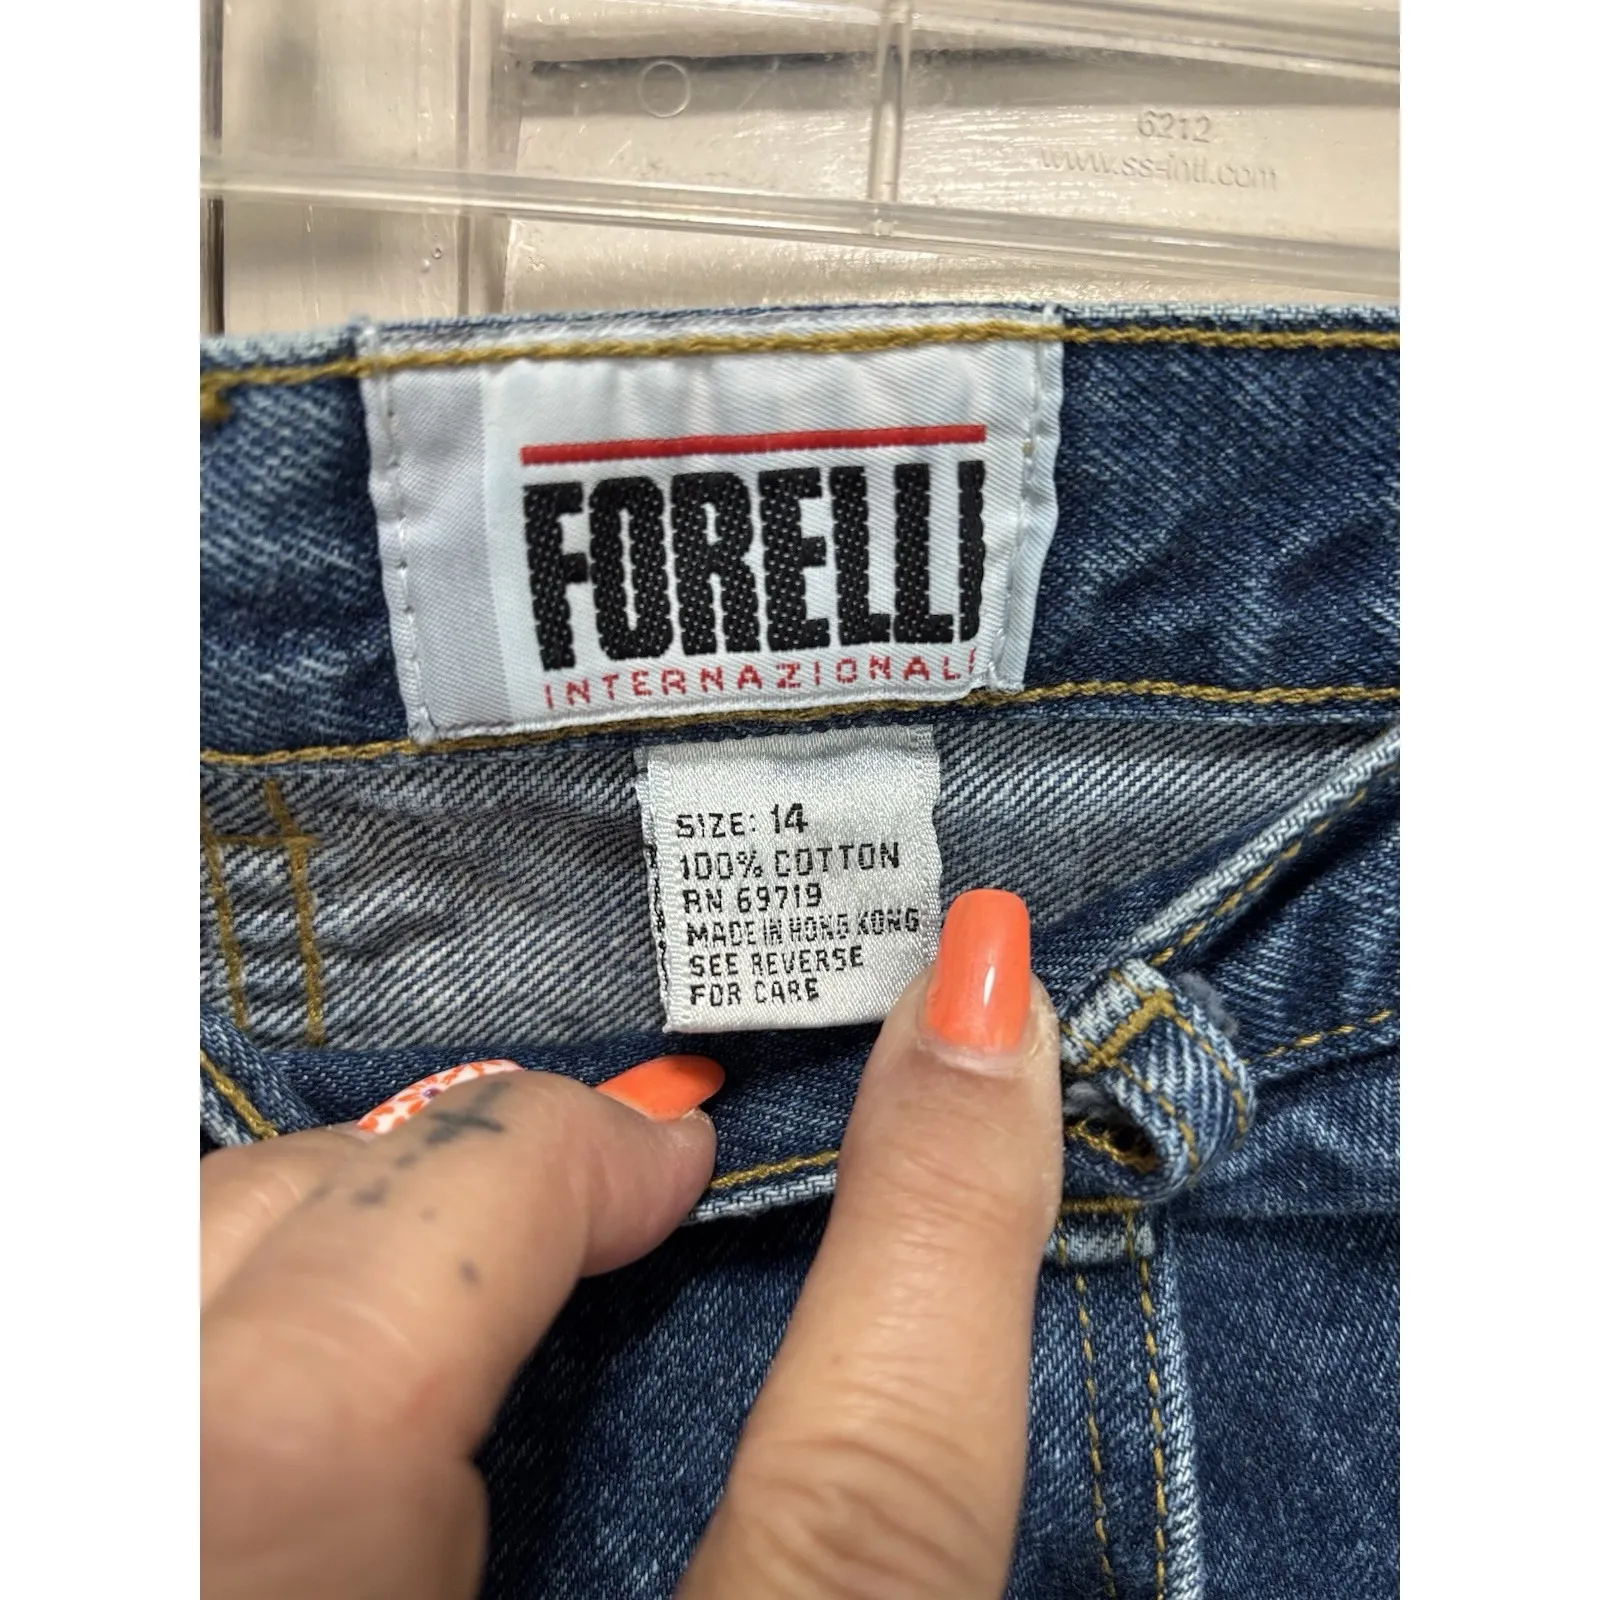 6212
www.ss-intl.com
FORELLI
INTERNAZIONALI
SIZE: 14
100% COTTON
RN 69719
MADE IN HONG KONG
SEE REVERSE
FOR CARE